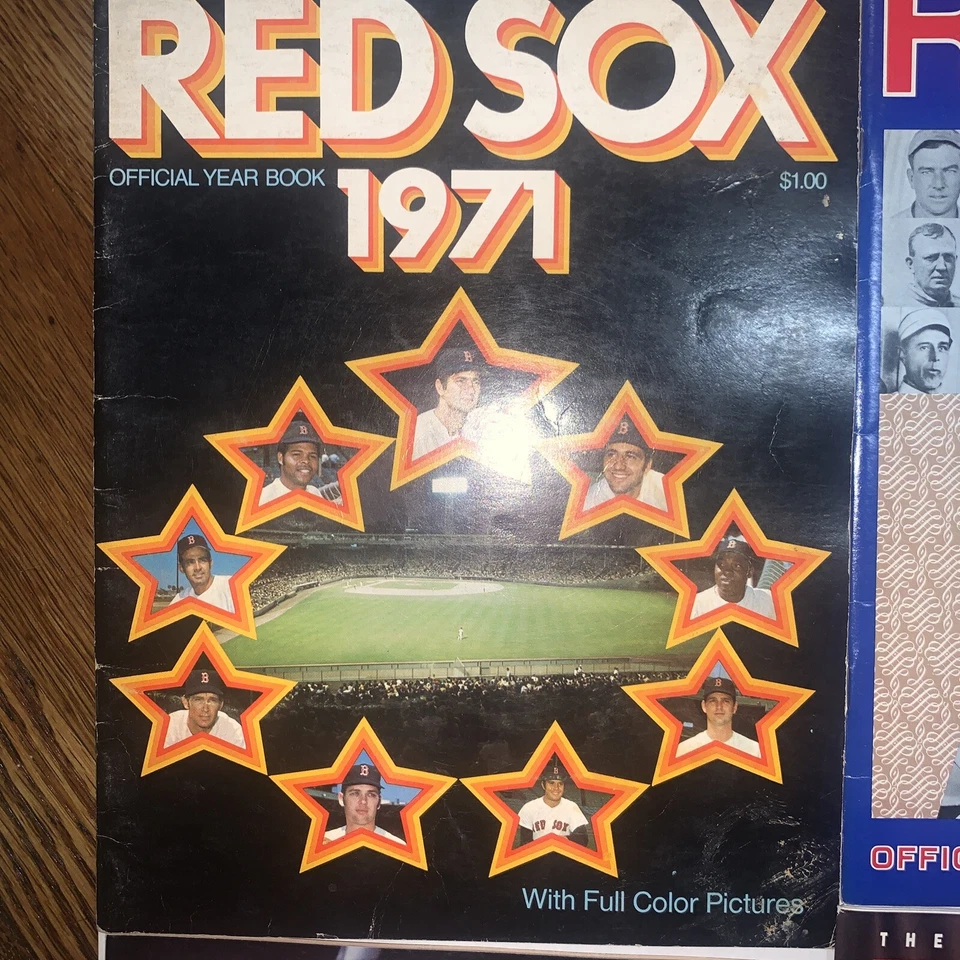 RED SOX
OFFICIAL YEAR BOOK
1971
$1.00
RED SOX
With Full Color Pictures
R
OFFIC
THE